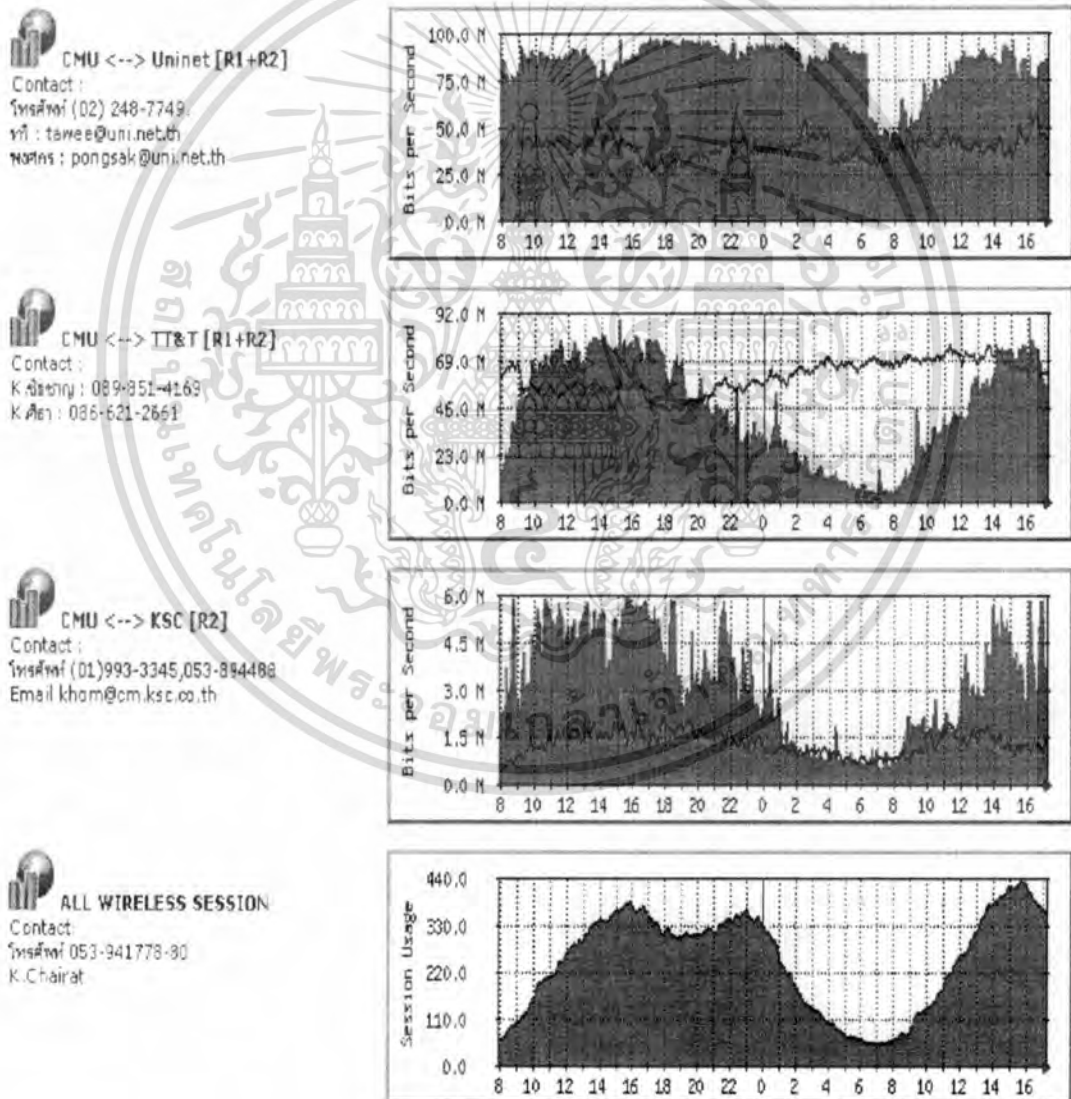 CMU <--> Uninet [R1+R2]
Contact :
โทรศัพท์ (02) 248-7749
ทวี : tawee@uni.net.th
พงศกร : pongsak@uni.net.th
Bits per Second
100.0 M
75.0 M
50.0 M
25.0 M
0.0 M
8 10 12 14 16 18 20 22 0 2 4 6 8 10 12 14 16
CMU <--> TT&T [R1+R2]
Contact :
: 089-851-4169
: 086-621-2661
Bits per Second
92.0 M
69.0 M
46.0 M
23.0 M
0.0 M
8 10 12 14 16 18 20 22 0 2 4 6 8 10 12 14 16
CMU <--> KSC [R2]
Contact :
โทรศัพท์ (01)993-3345,053-894488
Email khom@cm.ksc.co.th
Bits per Second
6.0 M
4.5 M
3.0 M
1.5 M
0.0 M
8 10 12 14 16 18 20 22 0 2 4 6 8 10 12 14 16
ALL WIRELESS SESSION
Contact
โทรศัพท์ 053-941778-80
K.Chairat
Session Usage
440.0
330.0
220.0
110.0
0.0
8 10 12 14 16 18 20 22 0 2 4 6 8 10 12 14 16